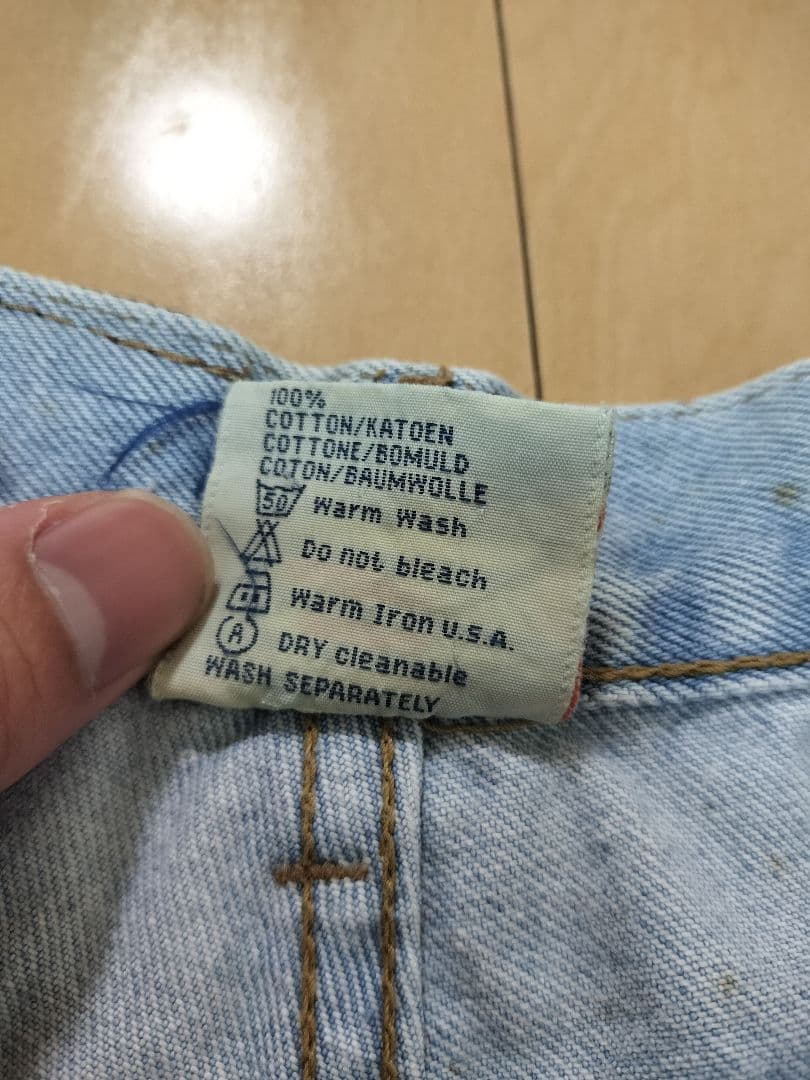 100%
COTTON/KATOEN
COTTONE/BOMULD
COTON/BAUMWOLLE
50 Warm Wash
Do not bleach
Warm Iron U.S.A.
A DRY cleanable
WASH SEPARATELY